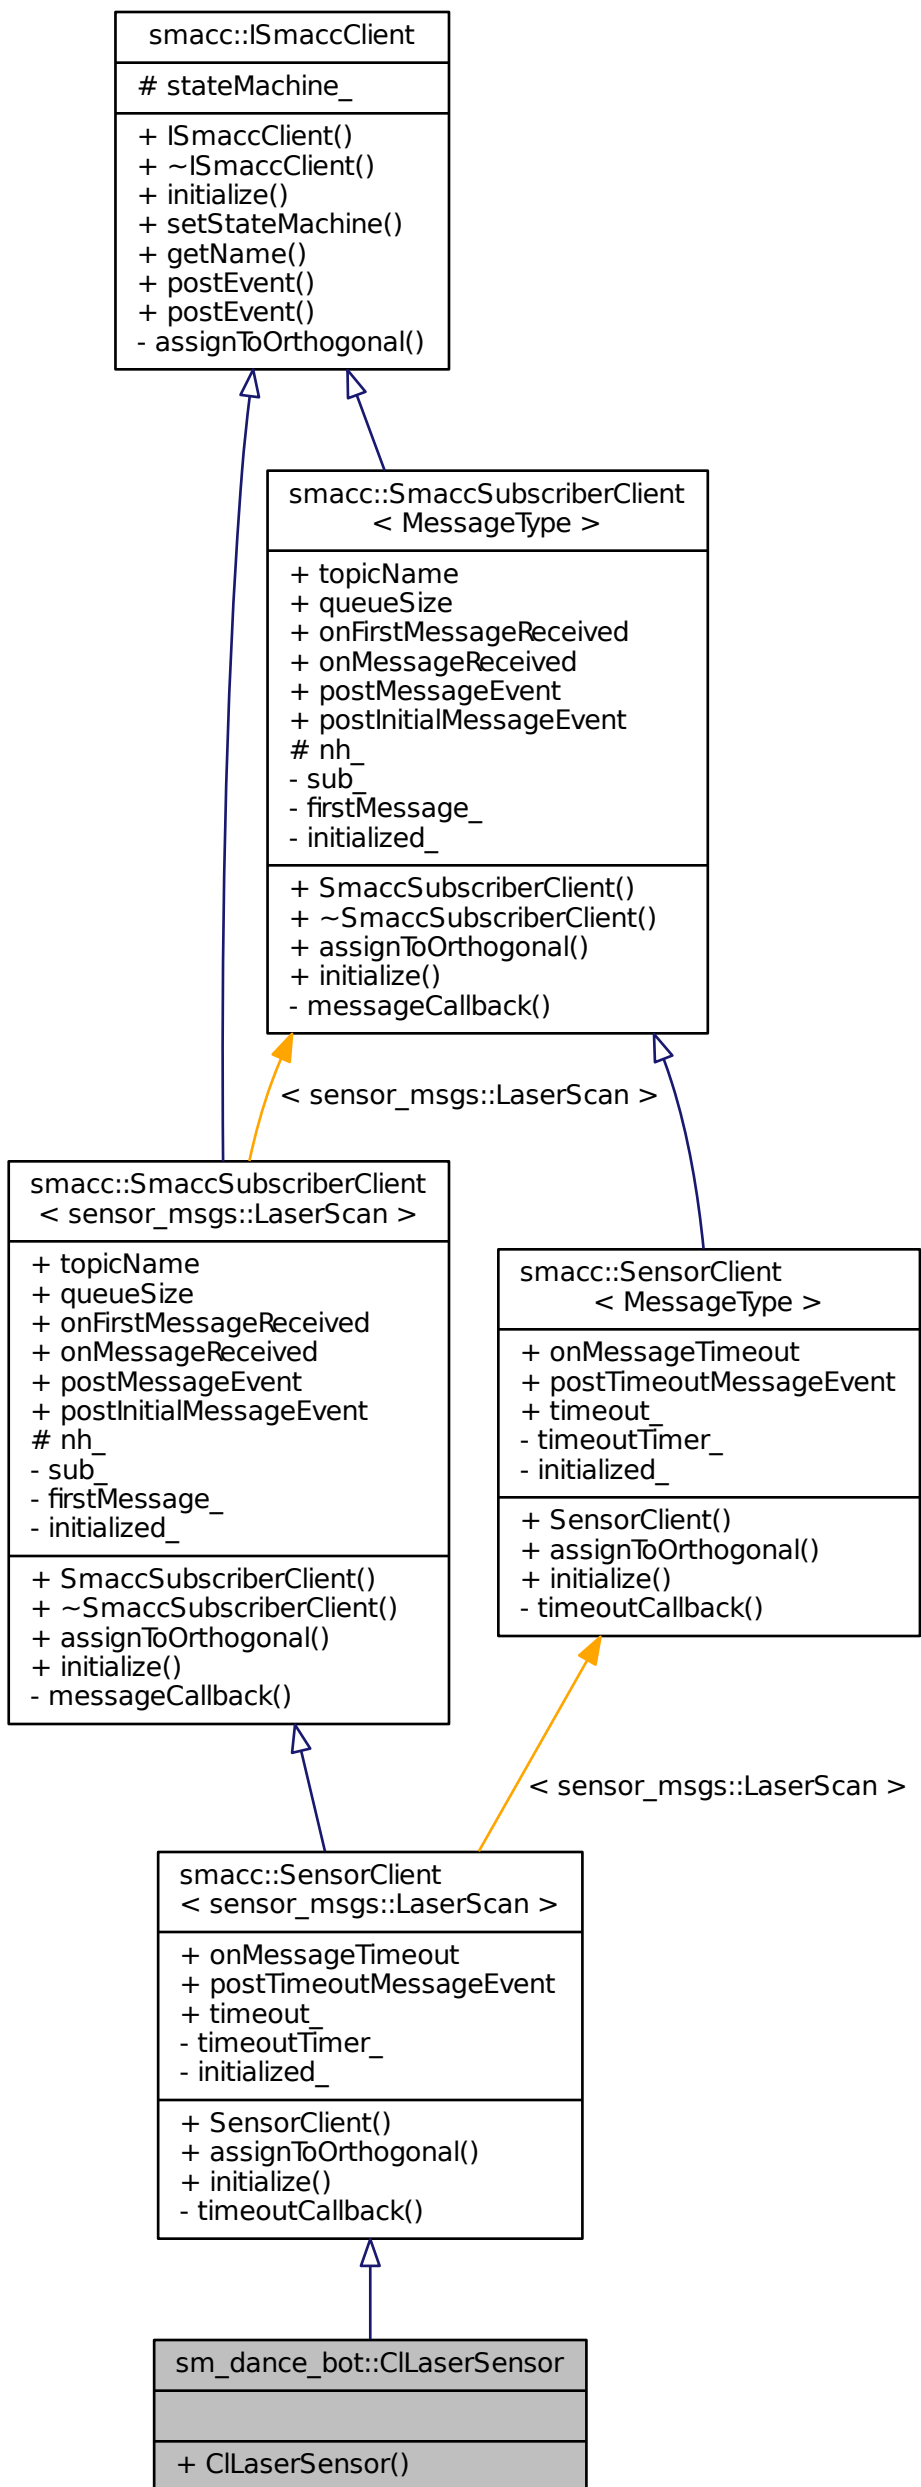 smacc::ISmaccClient
# stateMachine_
+ ISmaccClient()
+ ~ISmaccClient()
+ initialize()
+ setStateMachine()
+ getName()
+ postEvent()
+ postEvent()
- assignToOrthogonal()
smacc::SmaccSubscriberClient
< MessageType >
+ topicName
+ queueSize
+ onFirstMessageReceived
+ onMessageReceived
+ postMessageEvent
+ postInitialMessageEvent
# nh_
- sub_
- firstMessage_
- initialized_
+ SmaccSubscriberClient()
+ ~SmaccSubscriberClient()
+ assignToOrthogonal()
+ initialize()
- messageCallback()
< sensor_msgs::LaserScan >
smacc::SmaccSubscriberClient
< sensor_msgs::LaserScan >
+ topicName
+ queueSize
+ onFirstMessageReceived
+ onMessageReceived
+ postMessageEvent
+ postInitialMessageEvent
# nh_
- sub_
- firstMessage_
- initialized_
+ SmaccSubscriberClient()
+ ~SmaccSubscriberClient()
+ assignToOrthogonal()
+ initialize()
- messageCallback()
smacc::SensorClient
< MessageType >
+ onMessageTimeout
+ postTimeoutMessageEvent
+ timeout_
- timeoutTimer_
- initialized_
+ SensorClient()
+ assignToOrthogonal()
+ initialize()
- timeoutCallback()
< sensor_msgs::LaserScan >
smacc::SensorClient
< sensor_msgs::LaserScan >
+ onMessageTimeout
+ postTimeoutMessageEvent
+ timeout_
- timeoutTimer_
- initialized_
+ SensorClient()
+ assignToOrthogonal()
+ initialize()
- timeoutCallback()
sm_dance_bot::ClLaserSensor
+ ClLaserSensor()